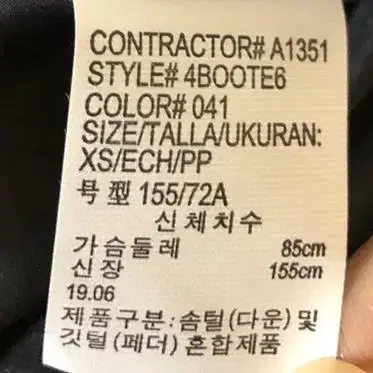 CONTRACTOR# A1351
STYLE# 4BOOTE6
COLOR# 041
SIZE/TALLA/UKURAN:
XS/ECH/PP
号型 155/72A
신체치수
가슴둘레 85cm
신장 155cm
19.06
제품구분:솜털(다운) 및
깃털(페더) 혼합제품